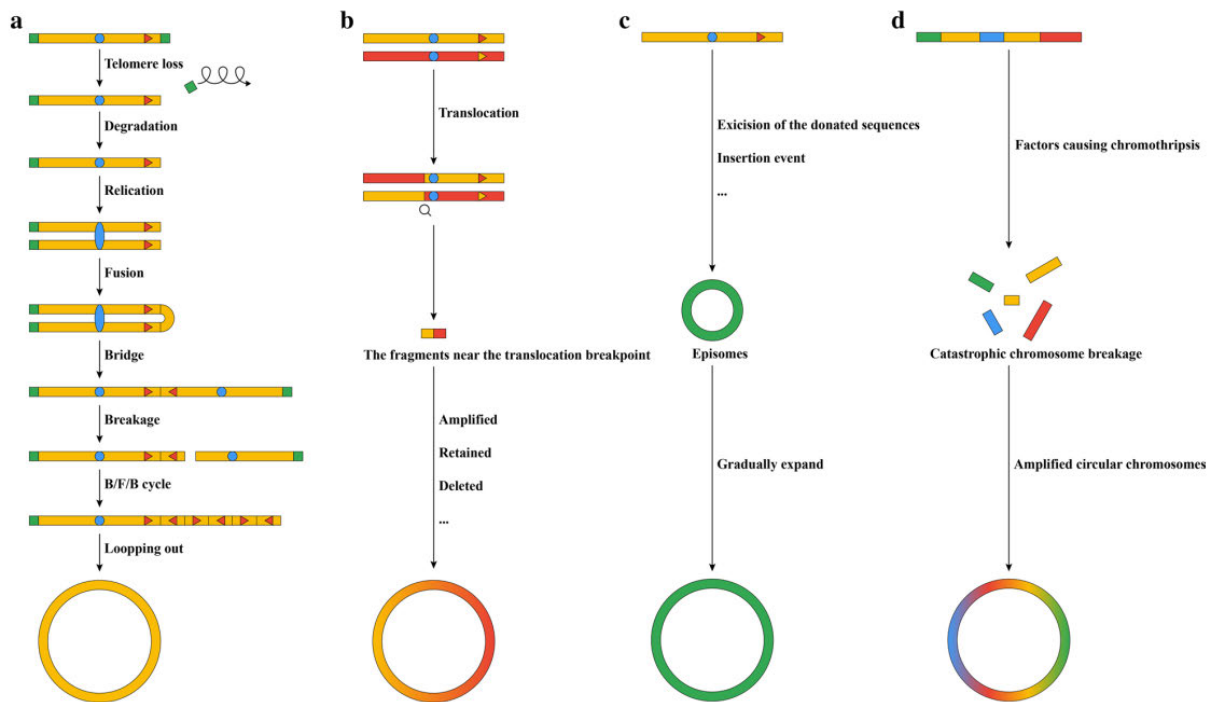 a
Telomere loss
Degradation
Relication
Fusion
Bridge
Breakage
B/F/B cycle
Loopping out
b
Translocation
The fragments near the translocation breakpoint
Amplified
Retained
Deleted
...
c
Exicision of the donated sequences
Insertion event
...
Episomes
Gradually expand
d
Factors causing chromothripsis
Catastrophic chromosome breakage
Amplified circular chromosomes